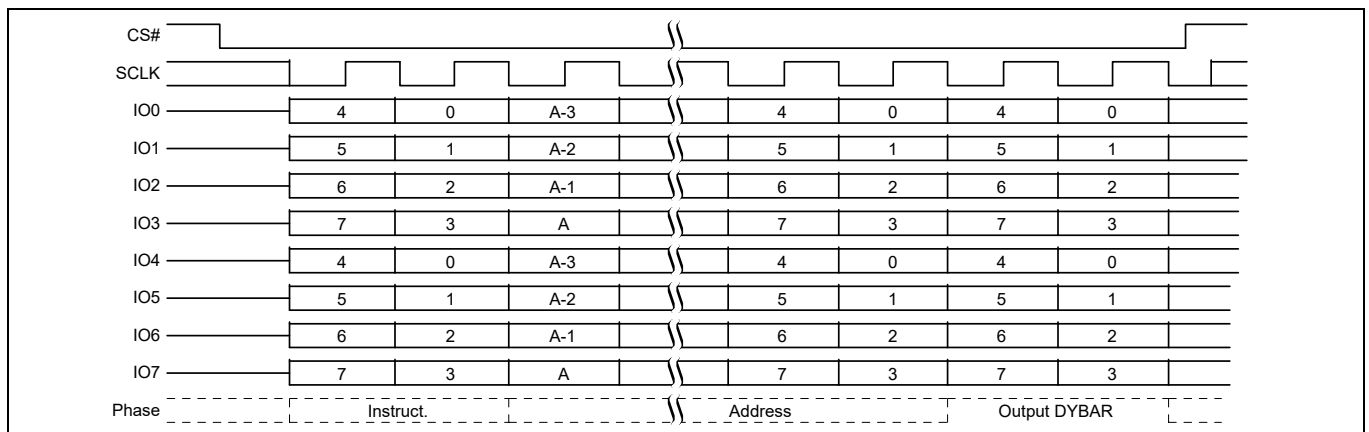 CS#
SCLK
IO0 4 0 A-3 4 0 4 0
IO1 5 1 A-2 5 1 5 1
IO2 6 2 A-1 6 2 6 2
IO3 7 3 A 7 3 7 3
IO4 4 0 A-3 4 0 4 0
IO5 5 1 A-2 5 1 5 1
IO6 6 2 A-1 6 2 6 2
IO7 7 3 A 7 3 7 3
Phase Instruct. Address Output DYBAR